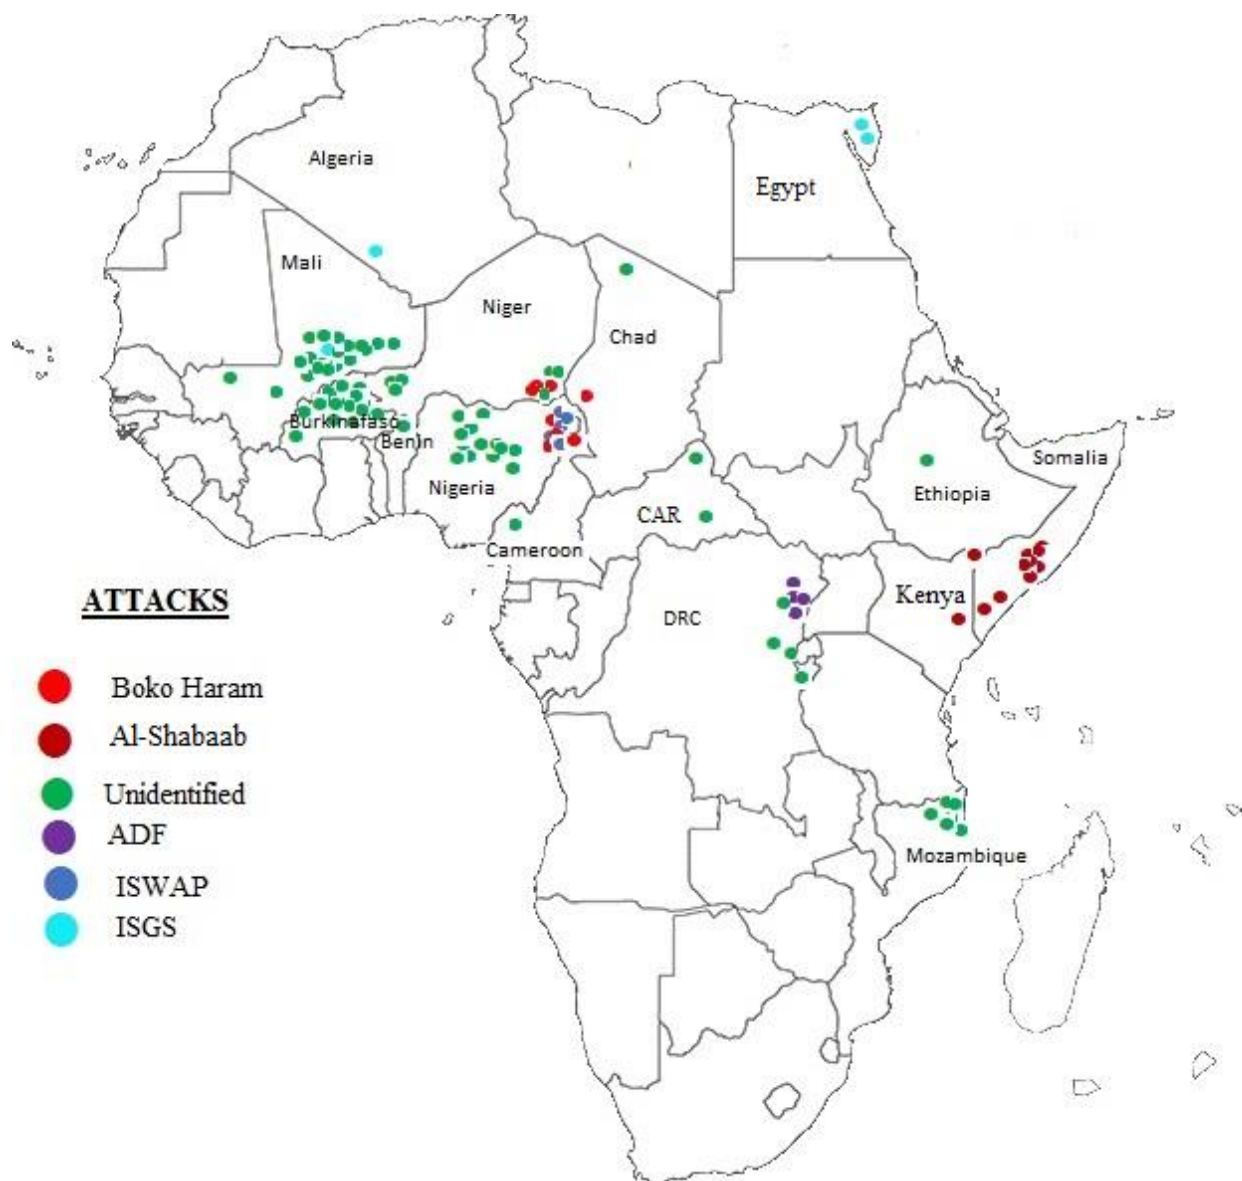 Algeria
Egypt
Mali
Niger
Chad
Burkinafaso
Benin
Nigeria
Somalia
Ethiopia
CAR
Cameroon
Kenya
DRC
Mozambique
ATTACKS
Boko Haram
Al-Shabaab
Unidentified
ADF
ISWAP
ISGS